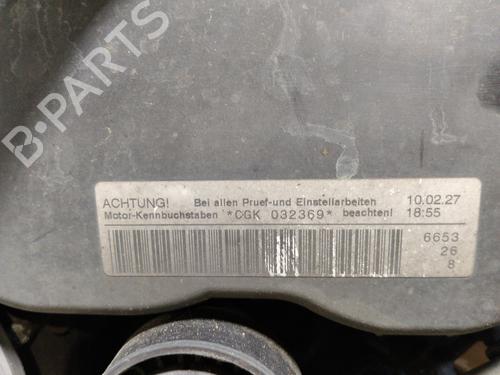 B-PARTS
ACHTUNG! Bei allen Pruef-und Einstellarbeiten 10.02.27
Motor-Kennbuchstaben *CGK 032369* beachten! 18:55
6653
26
8